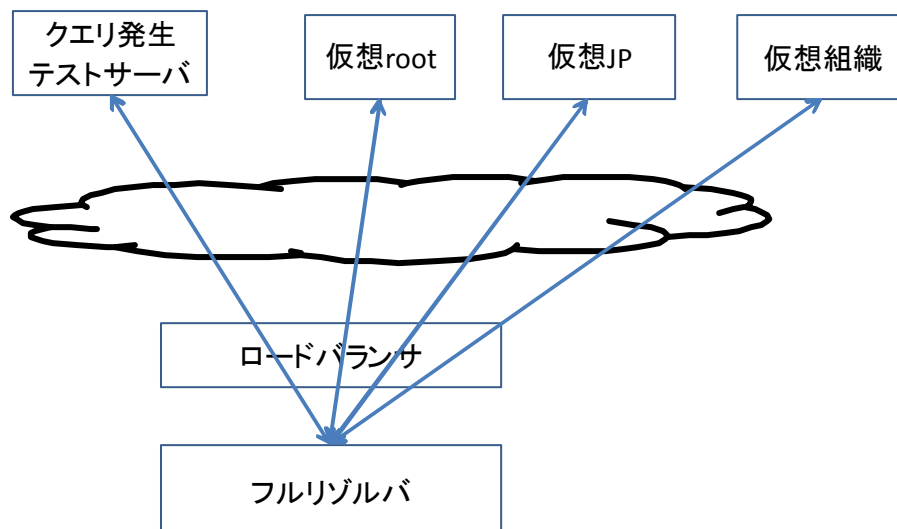 クエリ発生
テストサーバ
仮想root
仮想JP
仮想組織
ロードバランサ
フルリゾルバ